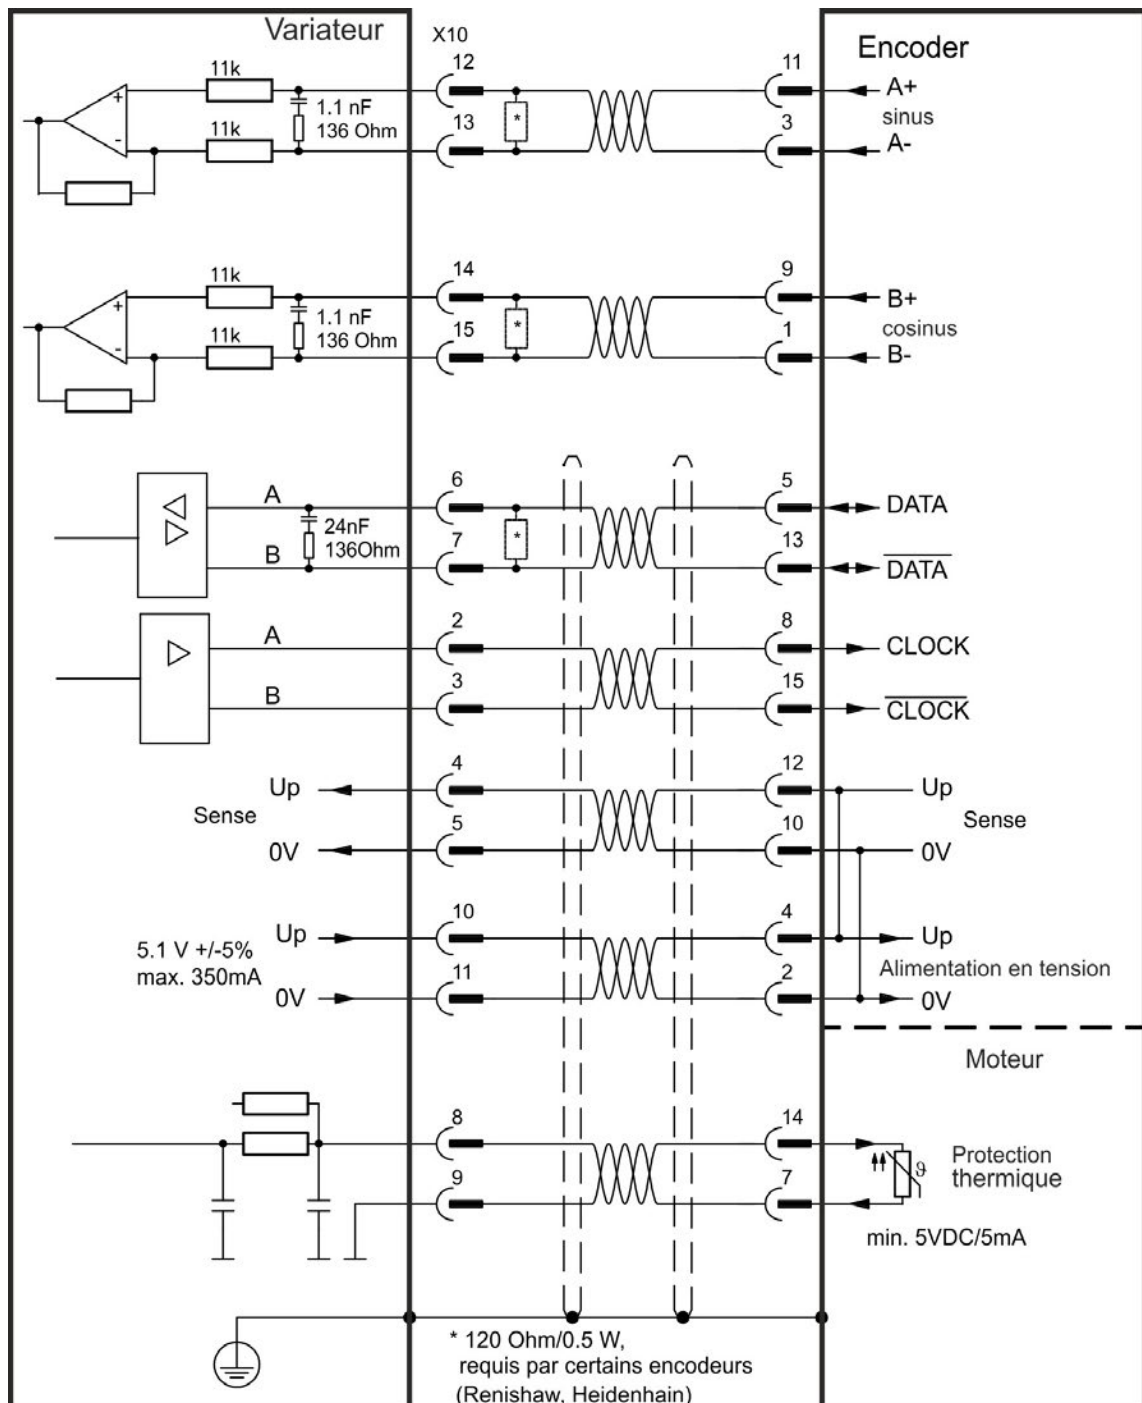 Variateur
X10
Encoder
11k
12
11
A+
1.1 nF
136 Ohm
*
sinus
11k
13
3
A-
11k
14
9
B+
1.1 nF
136 Ohm
*
cosinus
11k
15
1
B-
A
6
5
DATA
24nF
136Ohm
*
B
7
13
DATA
A
2
8
CLOCK
B
3
15
CLOCK
Up
4
12
Up
Sense
Sense
0V
5
10
0V
Up
10
4
Up
5.1 V +/-5%
max. 350mA
Alimentation en tension
0V
11
2
0V
Moteur
8
14
Protection
thermique
ϑ
9
7
min. 5VDC/5mA
* 120 Ohm/0.5 W,
requis par certains encodeurs
(Renishaw, Heidenhain)
+
-
+
-